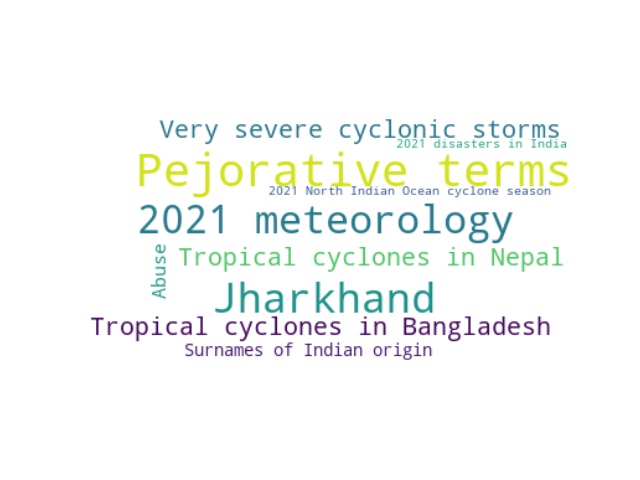 Very severe cyclonic storms
2021 disasters in India
Pejorative terms
2021 North Indian Ocean cyclone season
2021 meteorology
Abuse
Tropical cyclones in Nepal
Jharkhand
Tropical cyclones in Bangladesh
Surnames of Indian origin